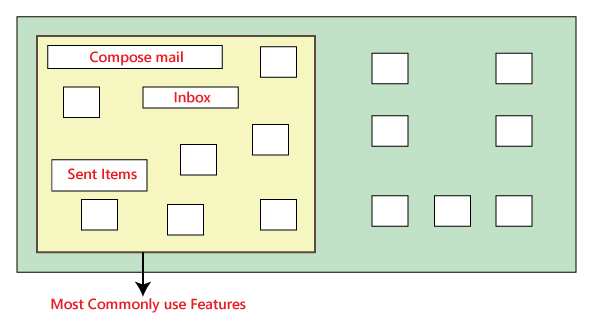 Compose mail
Inbox
Sent Items
Most Commonly use Features